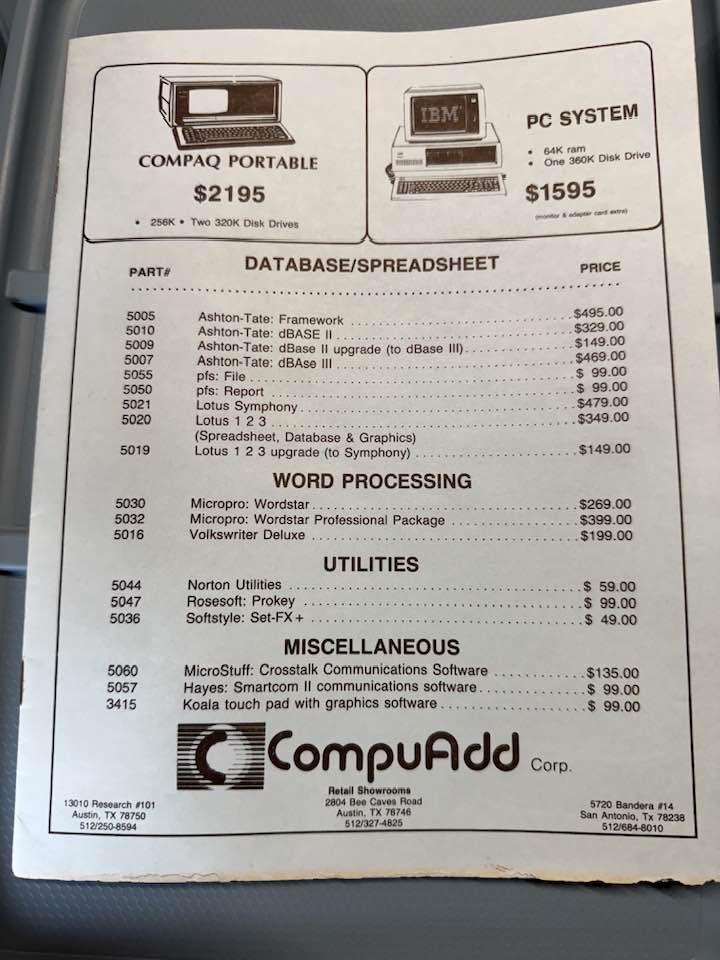 COMPAQ PORTABLE
$2195
• 256K • Two 320K Disk Drives
IBM
PC SYSTEM
• 64K ram
• One 360K Disk Drive
$1595
(monitor & adapter card extra)
PART# DATABASE/SPREADSHEET PRICE
5005 Ashton-Tate: Framework $495.00
5010 Ashton-Tate: dBASE II $329.00
5009 Ashton-Tate: dBase II upgrade (to dBase III) $149.00
5007 Ashton-Tate: dBAse III $469.00
5055 pfs: File $ 99.00
5050 pfs: Report $ 99.00
5021 Lotus Symphony $479.00
5020 Lotus 1 2 3 $349.00
(Spreadsheet, Database & Graphics)
5019 Lotus 1 2 3 upgrade (to Symphony) $149.00
WORD PROCESSING
5030 Micropro: Wordstar $269.00
5032 Micropro: Wordstar Professional Package $399.00
5016 Volkswriter Deluxe $199.00
UTILITIES
5044 Norton Utilities $ 59.00
5047 Rosesoft: Prokey $ 99.00
5036 Softstyle: Set-FX+ $ 49.00
MISCELLANEOUS
5060 MicroStuff: Crosstalk Communications Software $135.00
5057 Hayes: Smartcom II communications software $ 99.00
3415 Koala touch pad with graphics software $ 99.00
CompuAdd Corp.
Retail Showrooms
13010 Research #101
Austin, TX 78750
512/250-8594
2804 Bee Caves Road
Austin, TX 78746
512/327-4825
5720 Bandera #14
San Antonio, Tx 78238
512/684-8010